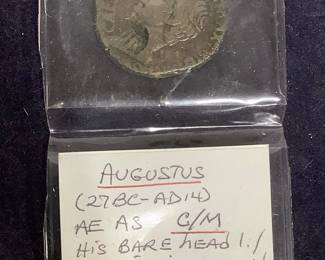 AUGUSTUS
(27BC-AD14)
AE AS C/M
HIS BARE HEAD l./